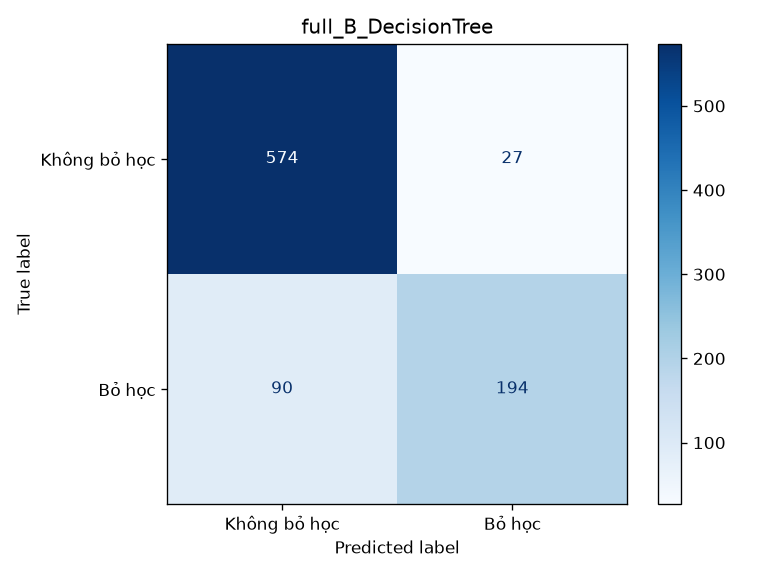 full_B_DecisionTree
True label
Không bỏ học
574
27
Bỏ học
90
194
Không bỏ học
Bỏ học
Predicted label
500
400
300
200
100